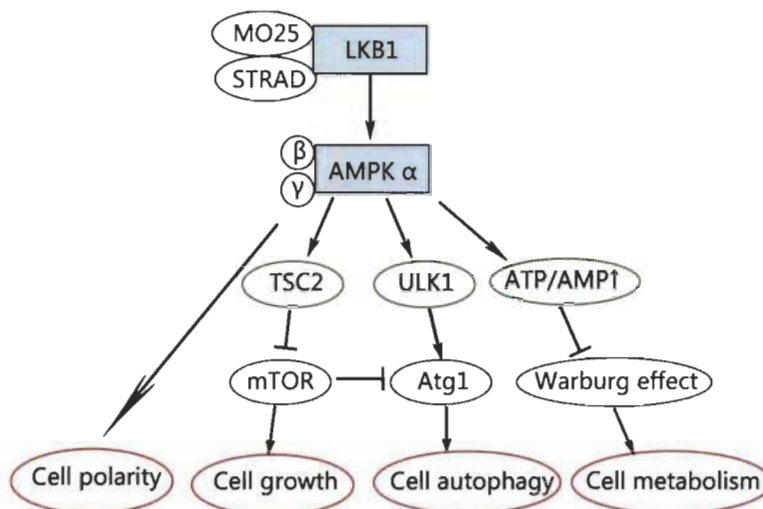 MO25
LKB1
STRAD
β
AMPK α
γ
TSC2
ULK1
ATP/AMP↑
mTOR
Atg1
Warburg effect
Cell polarity
Cell growth
Cell autophagy
Cell metabolism